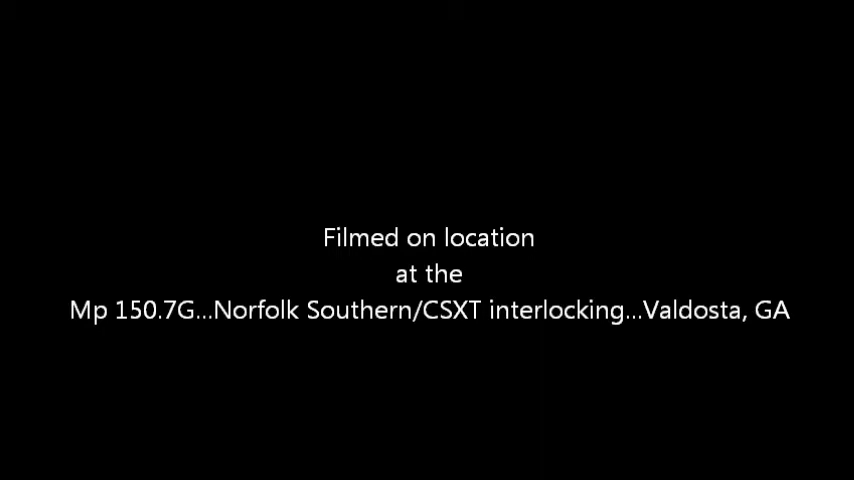 Filmed on location
at the
Mp 150.7G...Norfolk Southern/CSXT interlocking...Valdosta, GA